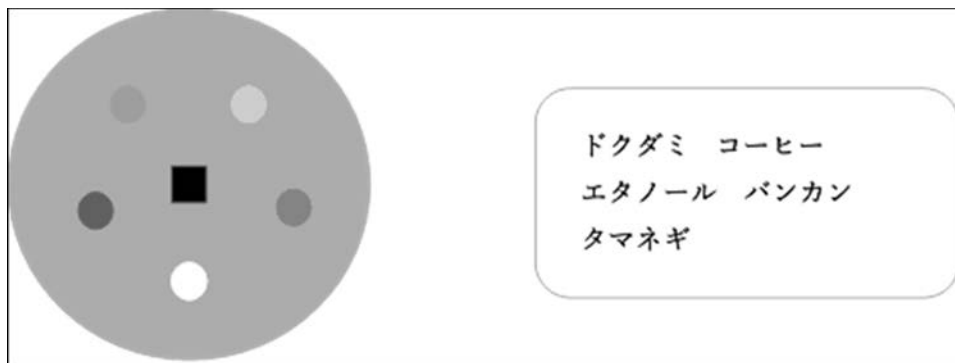 ドクダミ　コーヒー
エタノール　バンカン
タマネギ